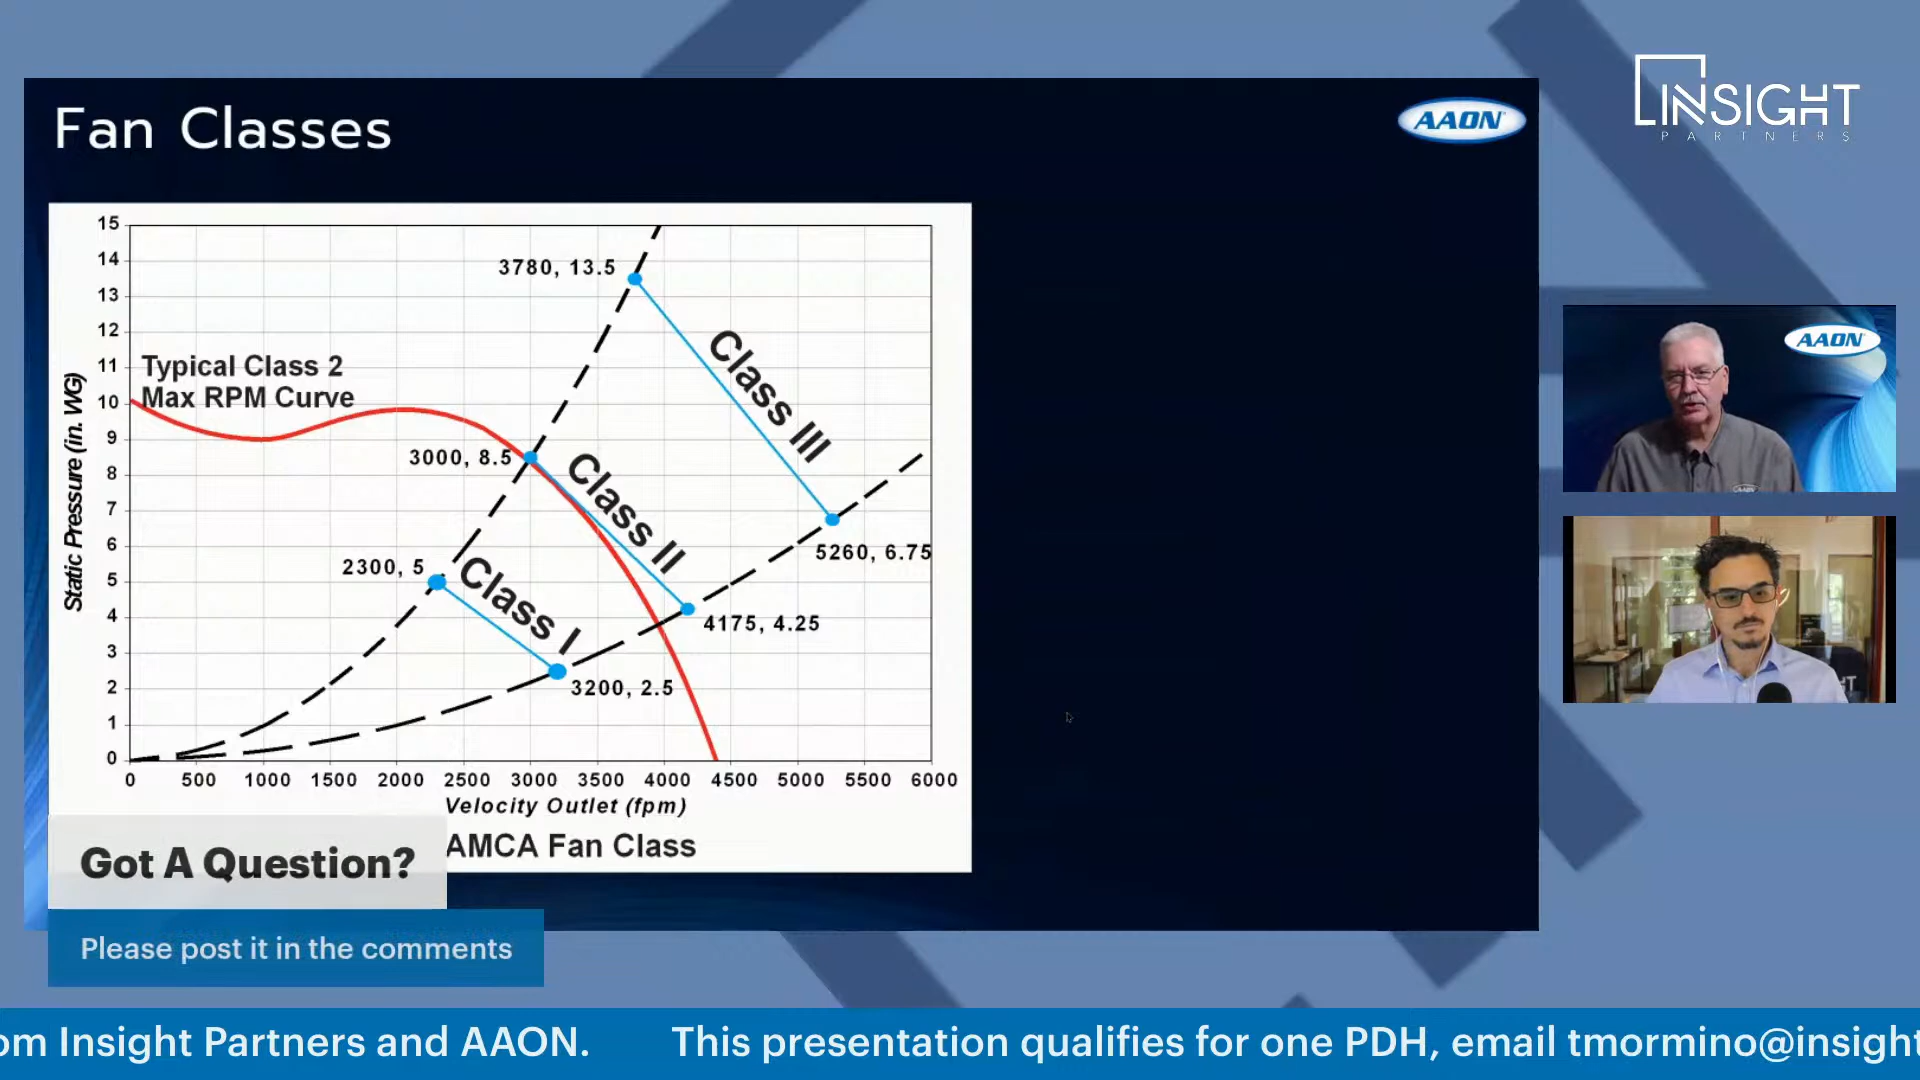 INSIGHT
PARTNERS
Fan Classes
AAON
15
14
13
12
11
10
9
8
7
6
5
4
3
2
1
0
Static Pressure (in. WG)
3780, 13.5
Class III
Typical Class 2
Max RPM Curve
3000, 8.5
Class II
5260, 6.75
2300, 5
Class I
4175, 4.25
3200, 2.5
0 500 1000 1500 2000 2500 3000 3500 4000 4500 5000 5500 6000
Velocity Outlet (fpm)
AMCA Fan Class
AAON
Got A Question?
Please post it in the comments
om Insight Partners and AAON. This presentation qualifies for one PDH, email tmormino@insight